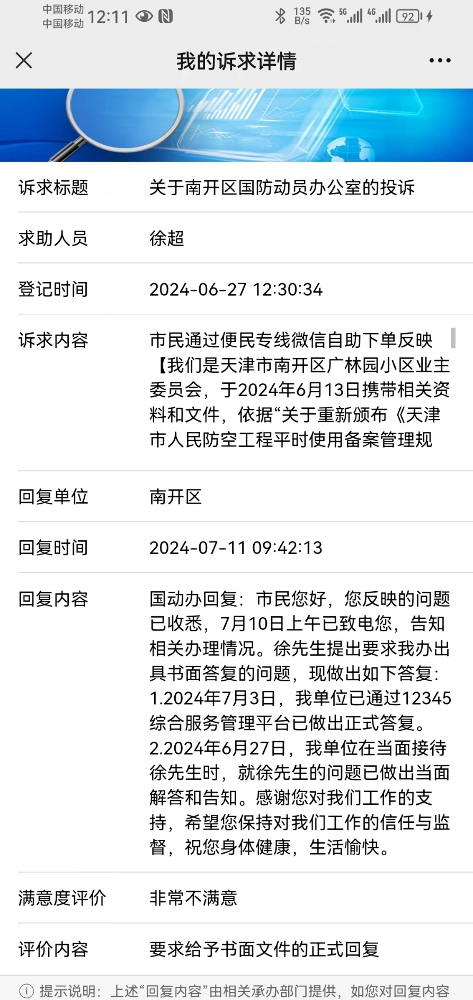 中国移动
中国移动
12:11
135
B/s
5G
4G
92
我的诉求详情
诉求标题 关于南开区国防动员办公室的投诉
求助人员 徐超
登记时间 2024-06-27 12:30:34
诉求内容 市民通过便民专线微信自助下单反映
【我们是天津市南开区广林园小区业主
委员会，于2024年6月13日携带相关资
料和文件，依据“关于重新颁布《天津
市人民防空工程平时使用备案管理规
回复单位 南开区
回复时间 2024-07-11 09:42:13
回复内容 国动办回复：市民您好，您反映的问题
已收悉，7月10日上午已致电您，告知
相关办理情况。徐先生提出要求我办出
具书面答复的问题，现做出如下答复：
1.2024年7月3日，我单位已通过12345
综合服务管理平台已做出正式答复。
2.2024年6月27日，我单位在当面接待
徐先生时，就徐先生的问题已做出当面
解答和告知。感谢您对我们工作的支
持，希望您保持对我们工作的信任与监
督，祝您身体健康，生活愉快。
满意度评价 非常不满意
评价内容 要求给予书面文件的正式回复
提示说明：上述“回复内容”由相关承办部门提供，如您对回复内容